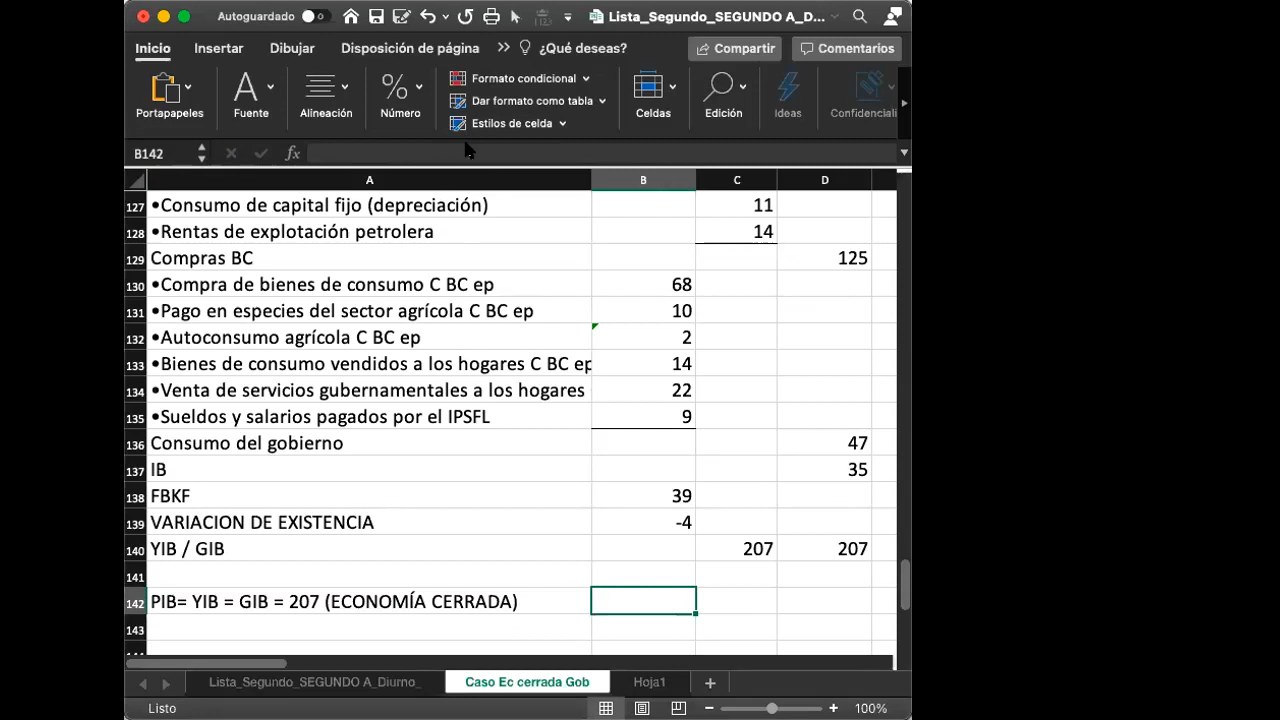 Autoguardado
Lista_Segundo_SEGUNDO A_D...
Inicio Insertar Dibujar Disposición de página >> ¿Qué deseas? Compartir Comentarios
Portapapeles Fuente Alineación % Número Formato condicional Dar formato como tabla Estilos de celda Celdas Edición Ideas Confidenciali
B142 fx
A B C D
127 •Consumo de capital fijo (depreciación) 11
128 •Rentas de explotación petrolera 14
129 Compras BC 125
130 •Compra de bienes de consumo C BC ep 68
131 •Pago en especies del sector agrícola C BC ep 10
132 •Autoconsumo agrícola C BC ep 2
133 •Bienes de consumo vendidos a los hogares C BC ep 14
134 •Venta de servicios gubernamentales a los hogares 22
135 •Sueldos y salarios pagados por el IPSFL 9
136 Consumo del gobierno 47
137 IB 35
138 FBKF 39
139 VARIACION DE EXISTENCIA -4
140 YIB / GIB 207 207
141
142 PIB= YIB = GIB = 207 (ECONOMÍA CERRADA)
143
Lista_Segundo_SEGUNDO A_Diurno_ Caso Ec cerrada Gob Hoja1 +
Listo − + 100%